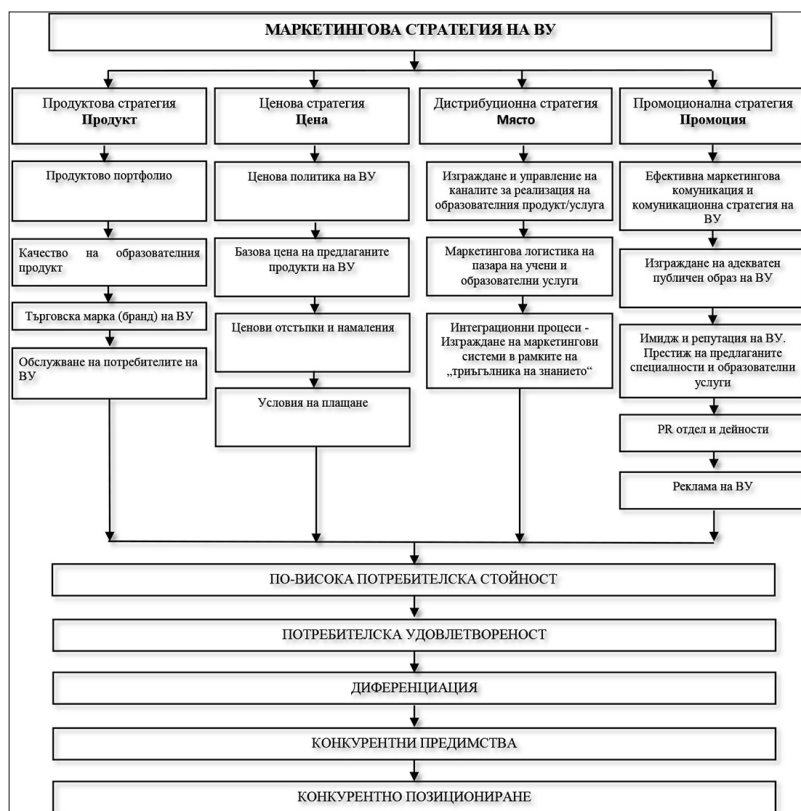 МАРКЕТИНГОВА СТРАТЕГИЯ НА ВУ
Продуктова стратегия
Продукт
Продуктово портфолио
Качество на образователния
продукт
Търговска марка (бранд) на ВУ
Обслужване на потребителите на
ВУ
Ценова стратегия
Цена
Ценова политика на ВУ
Базова цена на предлаганите
продукти на ВУ
Ценови отстъпки и намаления
Условия на плащане
Дистрибуционна стратегия
Място
Изграждане и управление на
каналите за реализация на
образователния продукт/услуга
Маркетингова логистика на
пазара на учени и
образователни услуги
Интеграционни процеси -
Изграждане на маркетингови
системи в рамките на
„триъгълника на знанието“
Промоционална стратегия
Промоция
Ефективна маркетингова
комуникация и
комуникационна стратегия на
ВУ
Изграждане на адекватен
публичен образ на ВУ
Имидж и репутация на ВУ.
Престиж на предлаганите
специалности и образователни
услуги
PR отдел и дейности
Реклама на ВУ
ПО-ВИСОКА ПОТРЕБИТЕЛСКА СТОЙНОСТ
ПОТРЕБИТЕЛСКА УДОВЛЕТВОРЕНОСТ
ДИФЕРЕНЦИАЦИЯ
КОНКУРЕНТНИ ПРЕДИМСТВА
КОНКУРЕНТНО ПОЗИЦИОНИРАНЕ